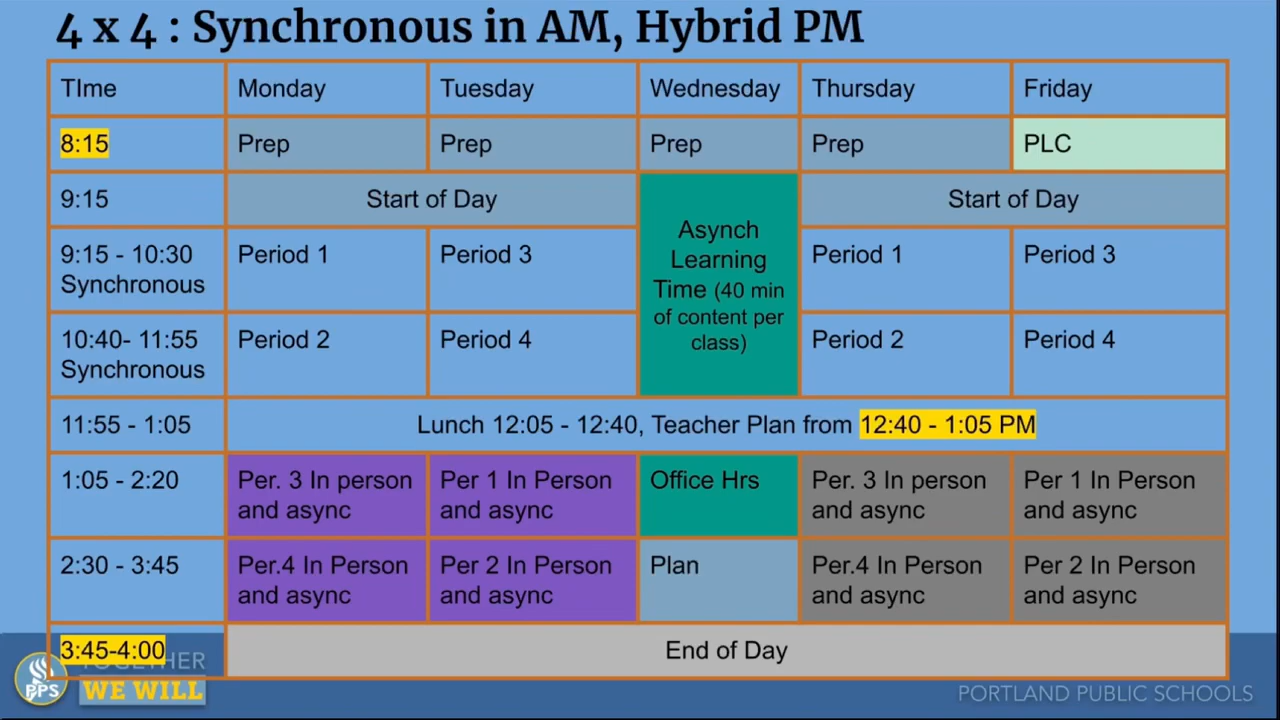 4 x 4 : Synchronous in AM, Hybrid PM
TIme Monday Tuesday Wednesday Thursday Friday
8:15 Prep Prep Prep Prep PLC
9:15 Start of Day Start of Day
Asynch
Learning
Time (40 min
of content per
class)
9:15 - 10:30 Period 1 Period 3 Period 1 Period 3
Synchronous
10:40- 11:55 Period 2 Period 4 Period 2 Period 4
Synchronous
11:55 - 1:05 Lunch 12:05 - 12:40, Teacher Plan from 12:40 - 1:05 PM
1:05 - 2:20 Per. 3 In person Per 1 In Person Office Hrs Per. 3 In person Per 1 In Person
and async and async and async and async
2:30 - 3:45 Per.4 In Person Per 2 In Person Plan Per.4 In Person Per 2 In Person
and async and async and async and async
3:45-4:00 End of Day
PPS TOGETHER
WE WILL
PORTLAND PUBLIC SCHOOLS